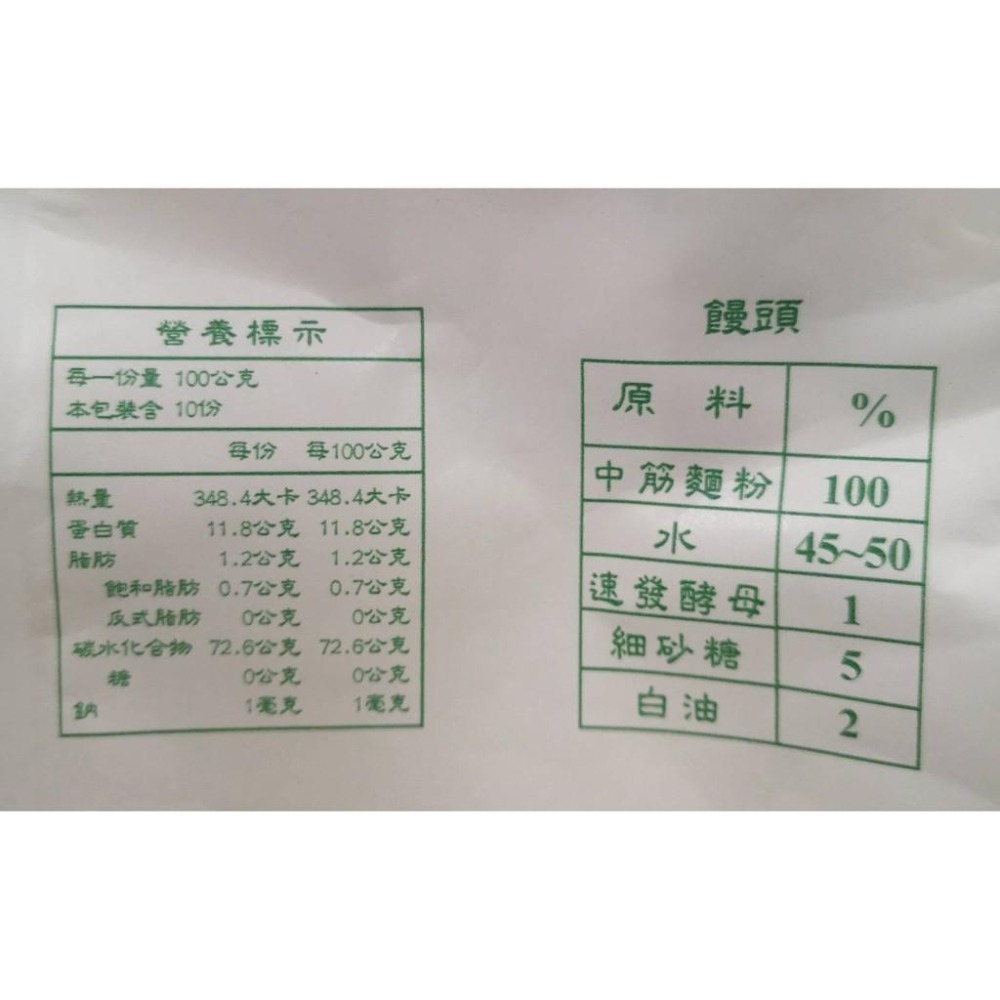 營養標示
每一份量 100公克
本包裝含 10份
每份 每100公克
熱量 348.4大卡 348.4大卡
蛋白質 11.8公克 11.8公克
脂肪 1.2公克 1.2公克
飽和脂肪 0.7公克 0.7公克
反式脂肪 0公克 0公克
碳水化合物 72.6公克 72.6公克
糖 0公克 0公克
鈉 1毫克 1毫克
饅頭
原料 %
中筋麵粉 100
水 45~50
速發酵母 1
細砂糖 5
白油 2